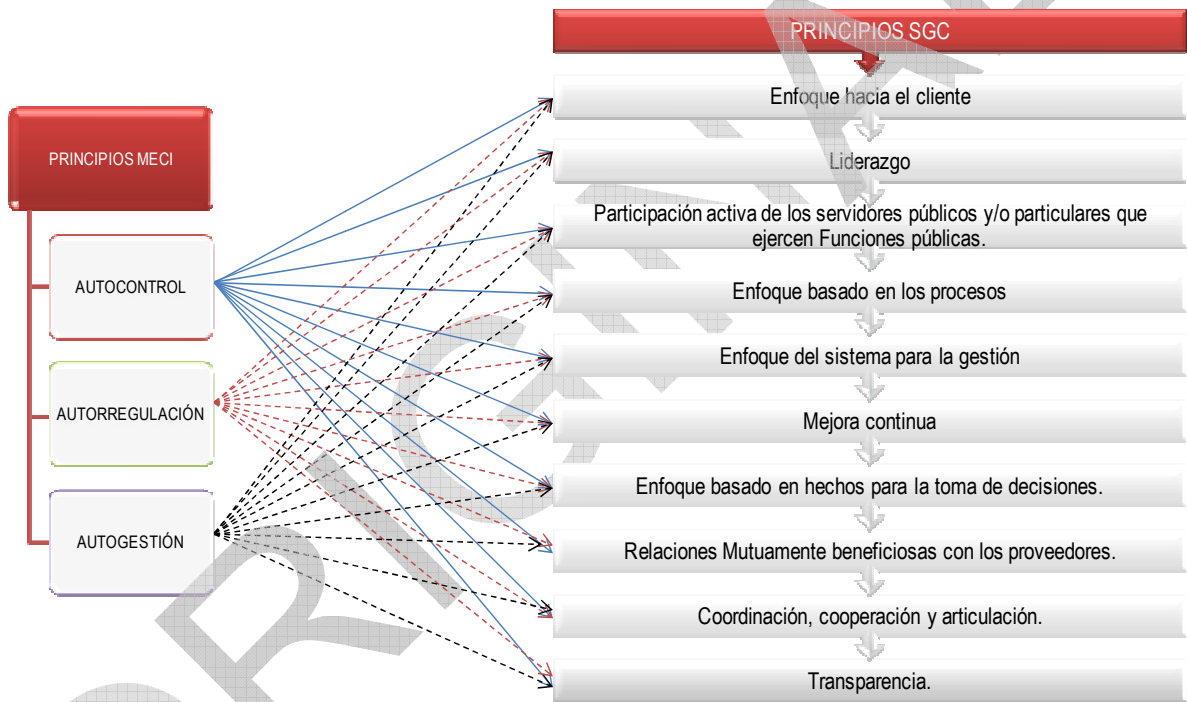 PRINCIPIOS SGC
Enfoque hacia el cliente
Liderazgo
Participación activa de los servidores públicos y/o particulares que
ejercen Funciones públicas.
Enfoque basado en los procesos
Enfoque del sistema para la gestión
Mejora continua
Enfoque basado en hechos para la toma de decisiones.
Relaciones Mutuamente beneficiosas con los proveedores.
Coordinación, cooperación y articulación.
Transparencia.
PRINCIPIOS MECI
AUTOCONTROL
AUTORREGULACIÓN
AUTOGESTIÓN